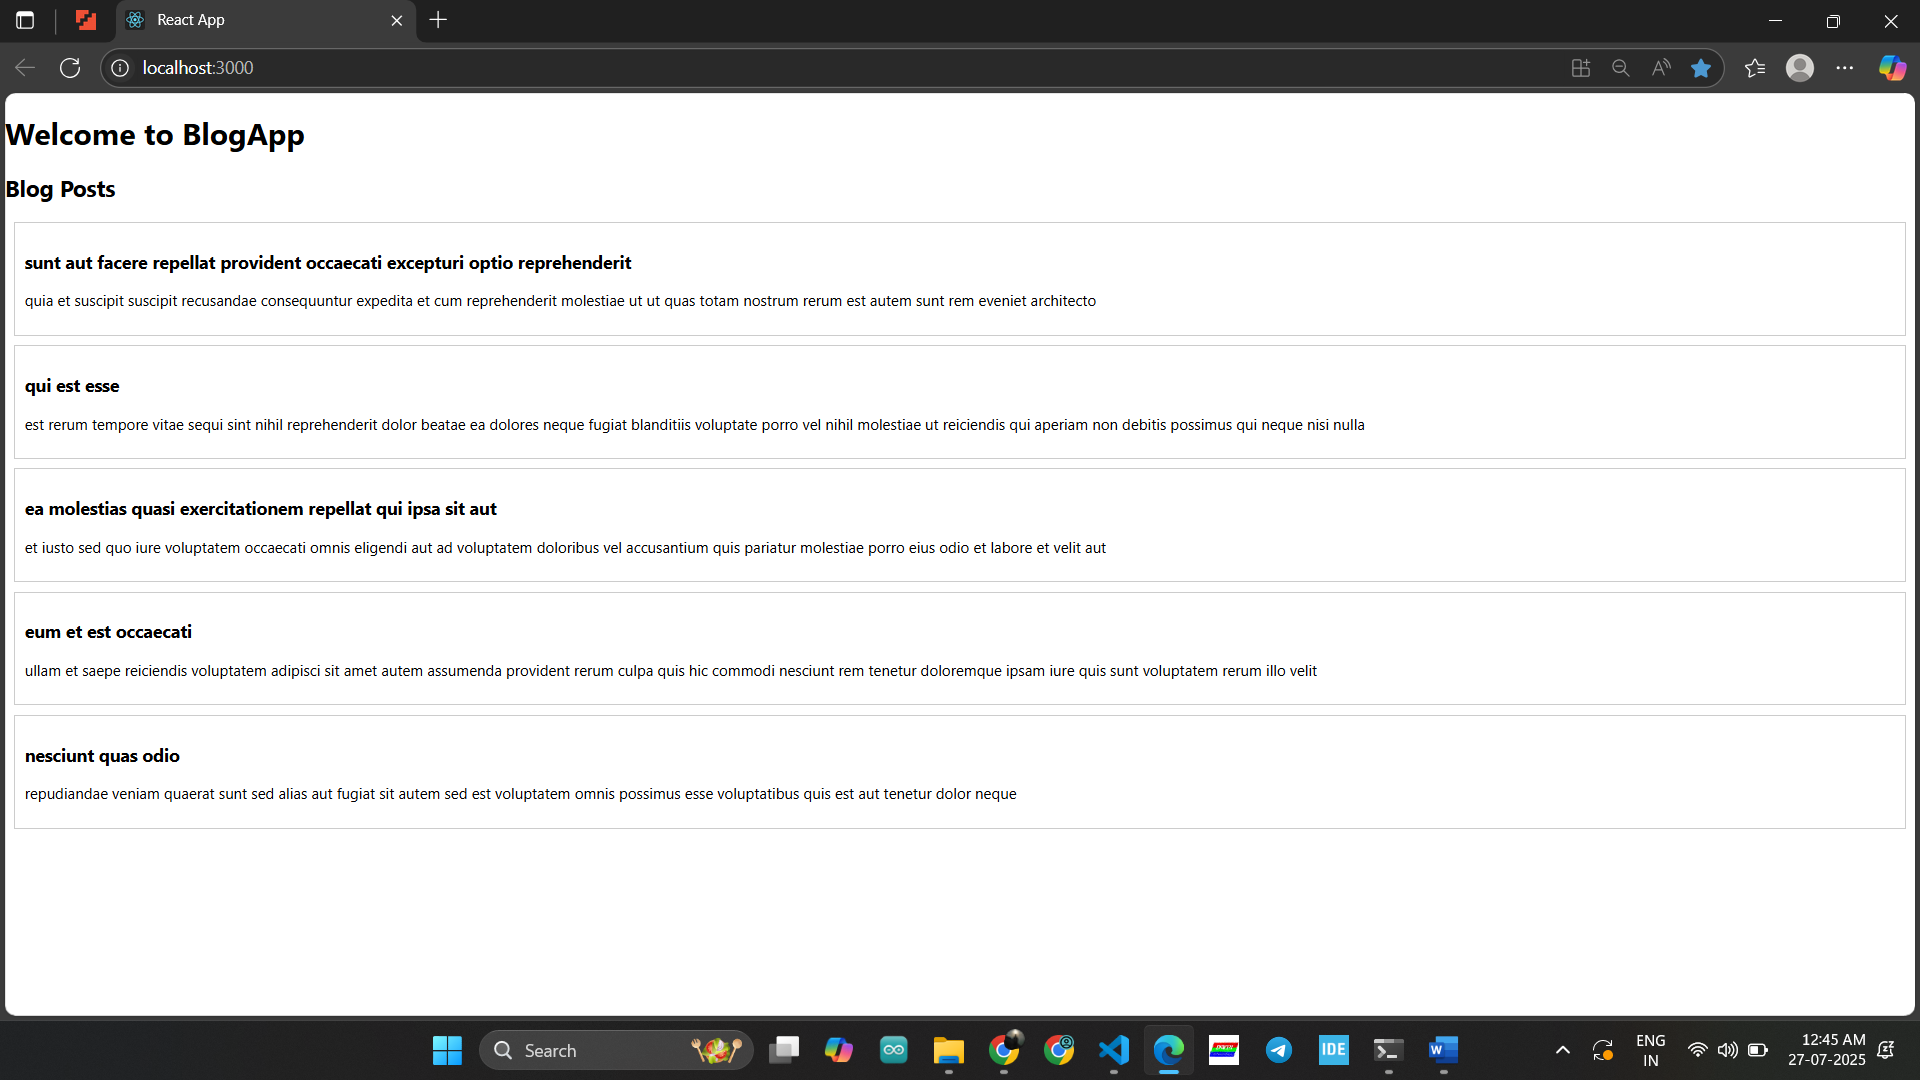 React App
localhost:3000
Welcome to BlogApp
Blog Posts
sunt aut facere repellat provident occaecati excepturi optio reprehenderit
quia et suscipit suscipit recusandae consequuntur expedita et cum reprehenderit molestiae ut ut quas totam nostrum rerum est autem sunt rem eveniet architecto
qui est esse
est rerum tempore vitae sequi sint nihil reprehenderit dolor beatae ea dolores neque fugiat blanditiis voluptate porro vel nihil molestiae ut reiciendis qui aperiam non debitis possimus qui neque nisi nulla
ea molestias quasi exercitationem repellat qui ipsa sit aut
et iusto sed quo iure voluptatem occaecati omnis eligendi aut ad voluptatem doloribus vel accusantium quis pariatur molestiae porro eius odio et labore et velit aut
eum et est occaecati
ullam et saepe reiciendis voluptatem adipisci sit amet autem assumenda provident rerum culpa quis hic commodi nesciunt rem tenetur doloremque ipsam iure quis sunt voluptatem rerum illo velit
nesciunt quas odio
repudiandae veniam quaerat sunt sed alias aut fugiat sit autem sed est voluptatem omnis possimus esse voluptatibus quis est aut tenetur dolor neque
Search
IDE
W
ENG
IN
12:45 AM
27-07-2025